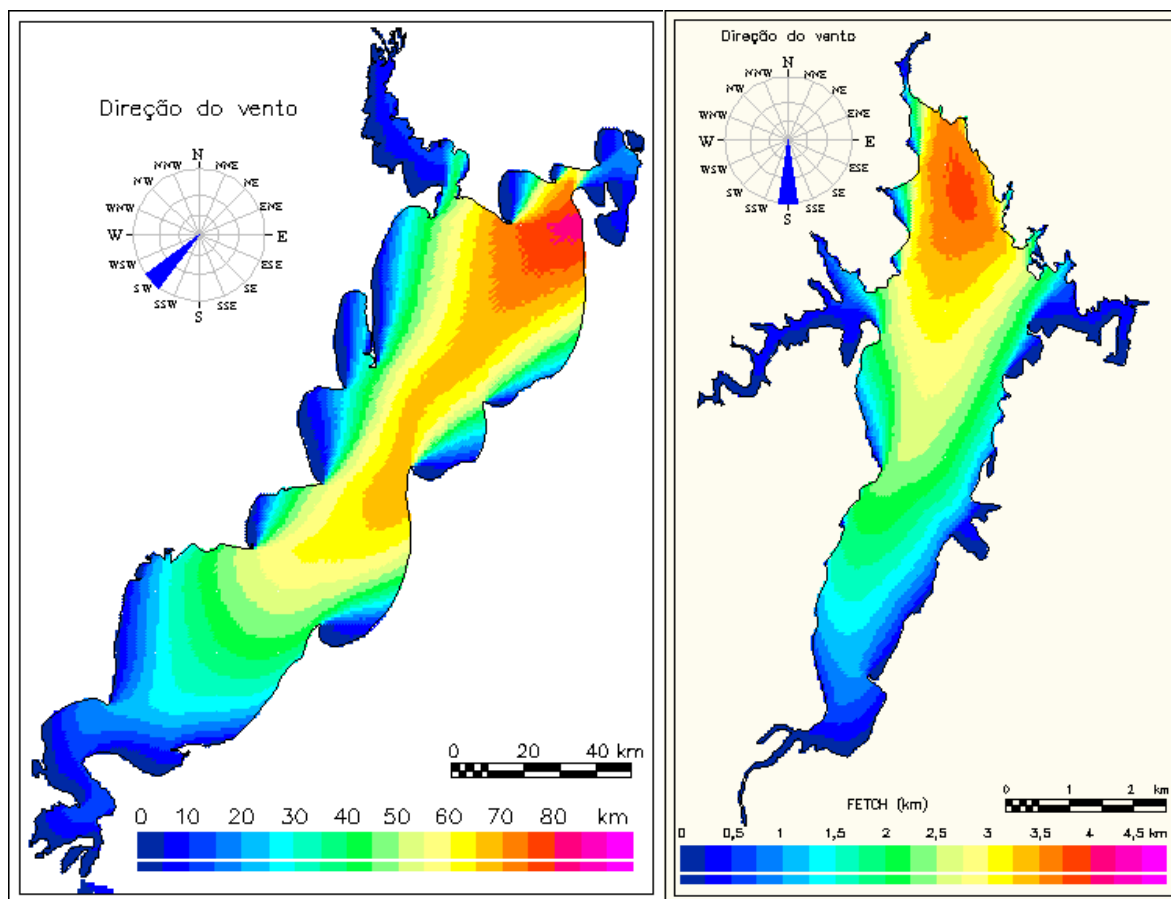 Direção do vento
N
NNW NNE
NW NE
WNW ENE
W E
WSW ESE
SW SE
SSW SSE
S
0 20 40 km
0 10 20 30 40 50 60 70 80 km
Direção do vento
N
NNW NNE
NW NE
WNW ENE
W E
WSW ESE
SW SE
SSW SSE
S
FETCH (km)
0 1 2 km
0 0,5 1 1,5 2 2,5 3 3,5 4 4,5 km